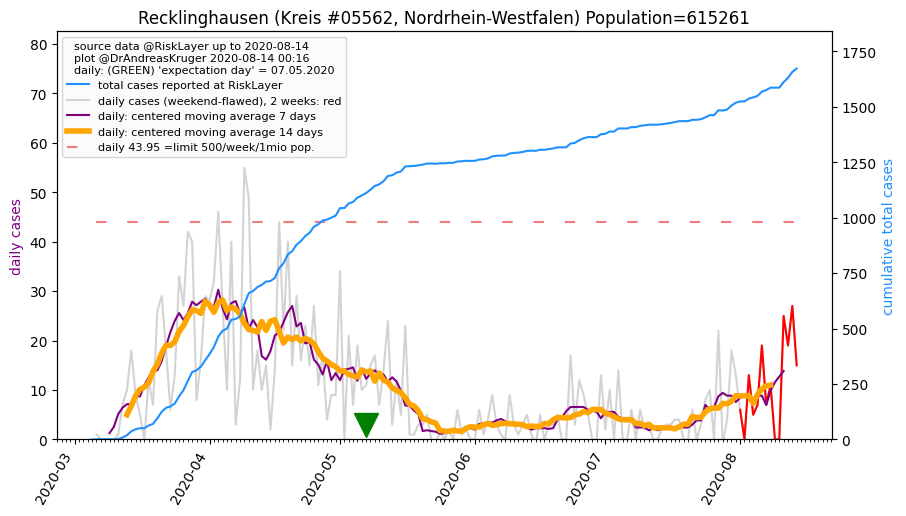 Recklinghausen (Kreis #05562, Nordrhein-Westfalen) Population=615261
source data @RiskLayer up to 2020-08-14
plot @DrAndreasKruger 2020-08-14 00:16
daily: (GREEN) 'expectation day' = 07.05.2020
total cases reported at RiskLayer
daily cases (weekend-flawed), 2 weeks: red
daily: centered moving average 7 days
daily: centered moving average 14 days
daily 43.95 =limit 500/week/1mio pop.
daily cases
80
70
60
50
40
30
20
10
0
1750
1500
1250
1000
750
500
250
0
cumulative total cases
2020-03
2020-04
2020-05
2020-06
2020-07
2020-08